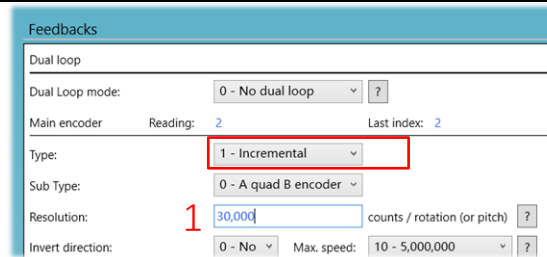 Feedbacks
Dual loop
Dual Loop mode: 0 - No dual loop ?
Main encoder Reading: 2 Last index: 2
Type: 1 - Incremental
Sub Type: 0 - A quad B encoder
1
Resolution: 30,000 counts / rotation (or pitch) ?
Invert direction: 0 - No Max. speed: 10 - 5,000,000 ?